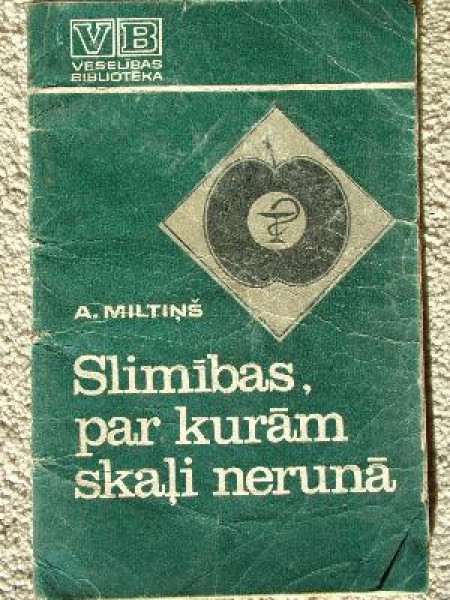 VB
VESELĪBAS
BIBLIOTĒKA
A. MILTIŅŠ
Slimības,
par kurām
skaļi nerunā